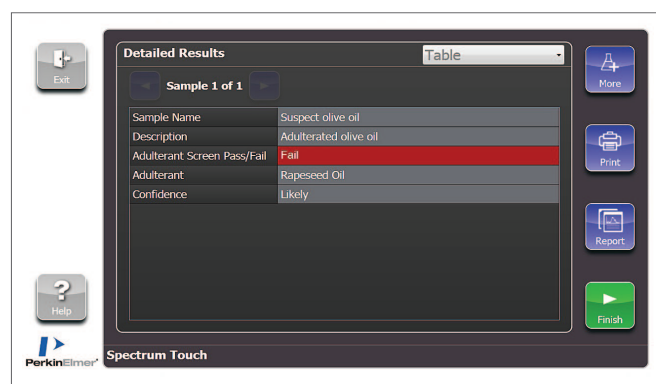 Exit
Detailed Results
Table
More
Sample 1 of 1
Sample Name Suspect olive oil
Description Adulterated olive oil
Adulterant Screen Pass/Fail Fail
Adulterant Rapeseed Oil
Confidence Likely
Print
Report
? Help
Finish
PerkinElmer®
Spectrum Touch